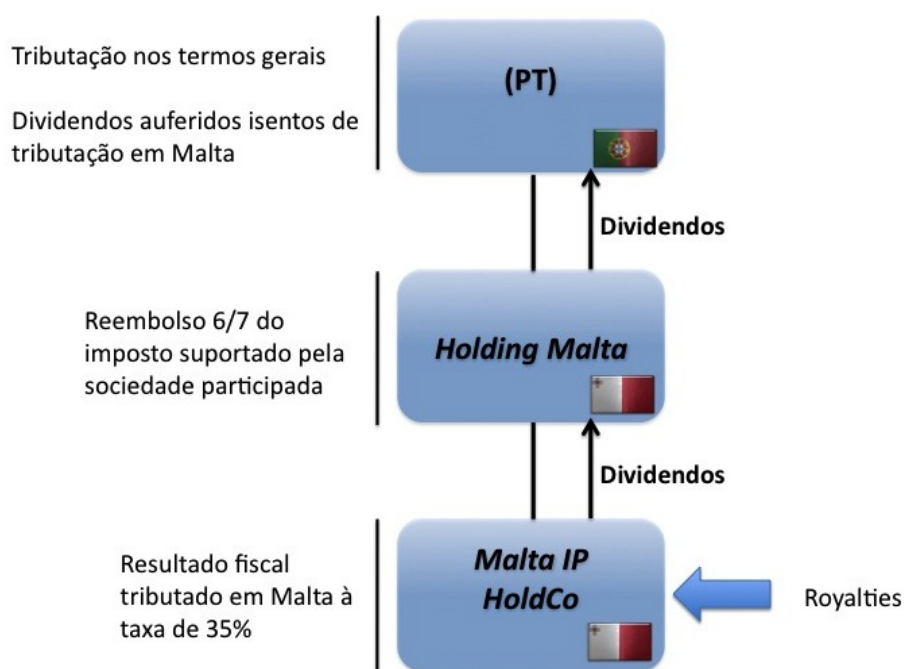 Tributação nos termos gerais
Dividendos auferidos isentos de
tributação em Malta
(PT)
Dividendos
Reembolso 6/7 do
imposto suportado pela
sociedade participada
Holding Malta
Dividendos
Resultado fiscal
tributado em Malta à
taxa de 35%
Malta IP
HoldCo
Royalties